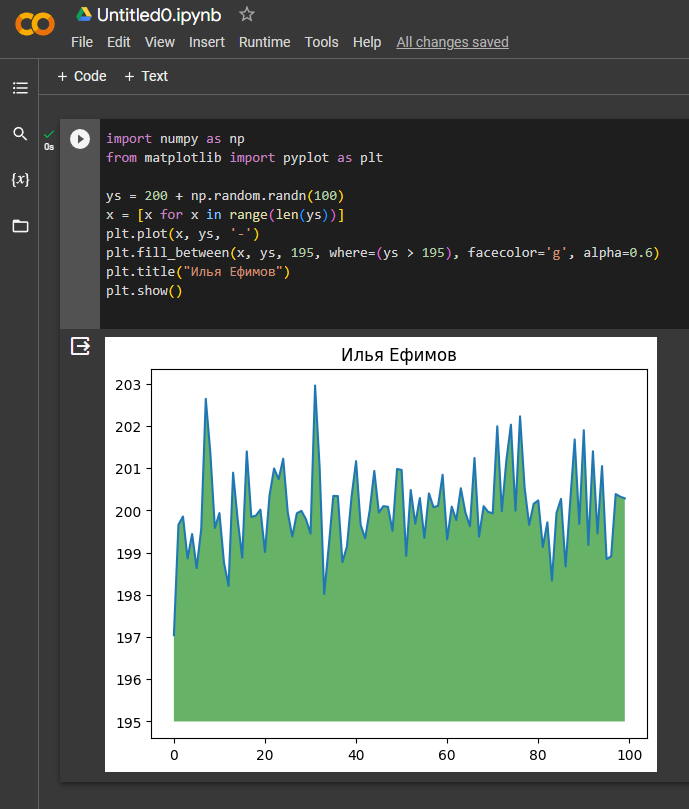 Untitled0.ipynb
File Edit View Insert Runtime Tools Help All changes saved
+ Code + Text
{x}
0s
import numpy as np
from matplotlib import pyplot as plt
ys = 200 + np.random.randn(100)
x = [x for x in range(len(ys))]
plt.plot(x, ys, '-')
plt.fill_between(x, ys, 195, where=(ys > 195), facecolor='g', alpha=0.6)
plt.title("Илья Ефимов")
plt.show()
Илья Ефимов
203
202
201
200
199
198
197
196
195
0 20 40 60 80 100